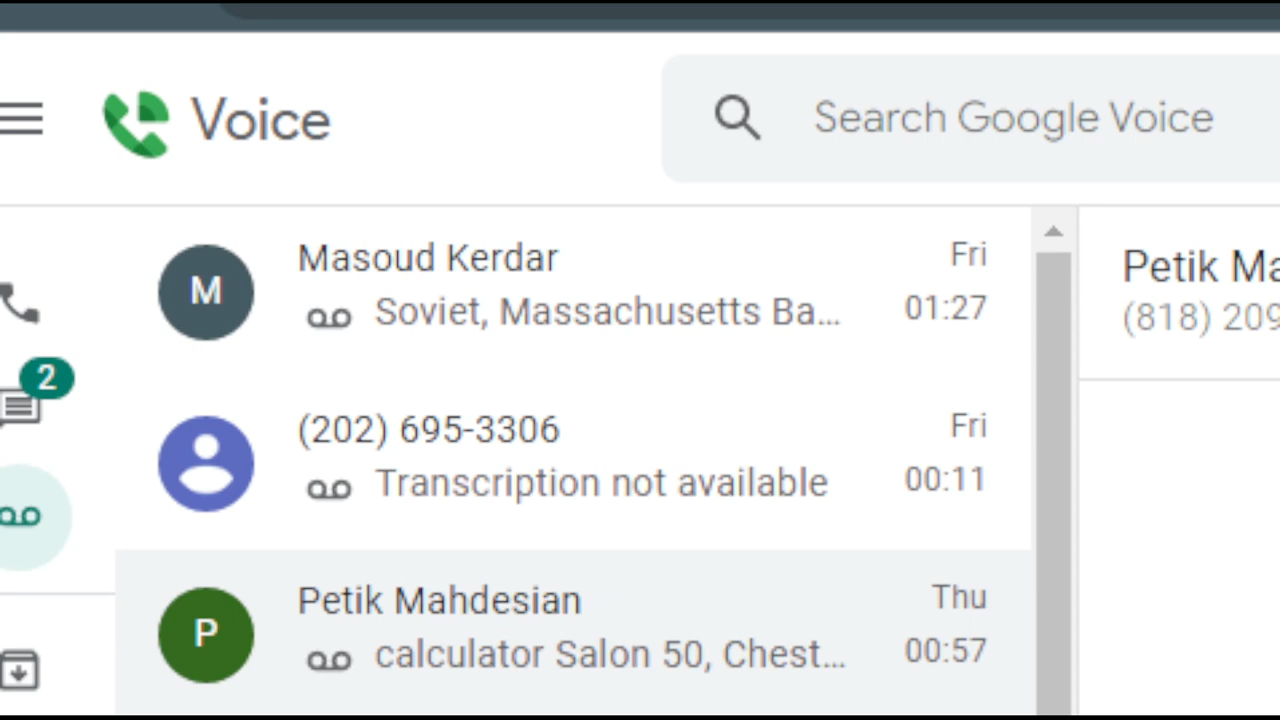 Voice
Search Google Voice
M
Masoud Kerdar
Fri
Soviet, Massachusetts Ba...
01:27
2
(202) 695-3306
Fri
Transcription not available
00:11
P
Petik Mahdesian
Thu
calculator Salon 50, Chest...
00:57
Petik Ma
(818) 209